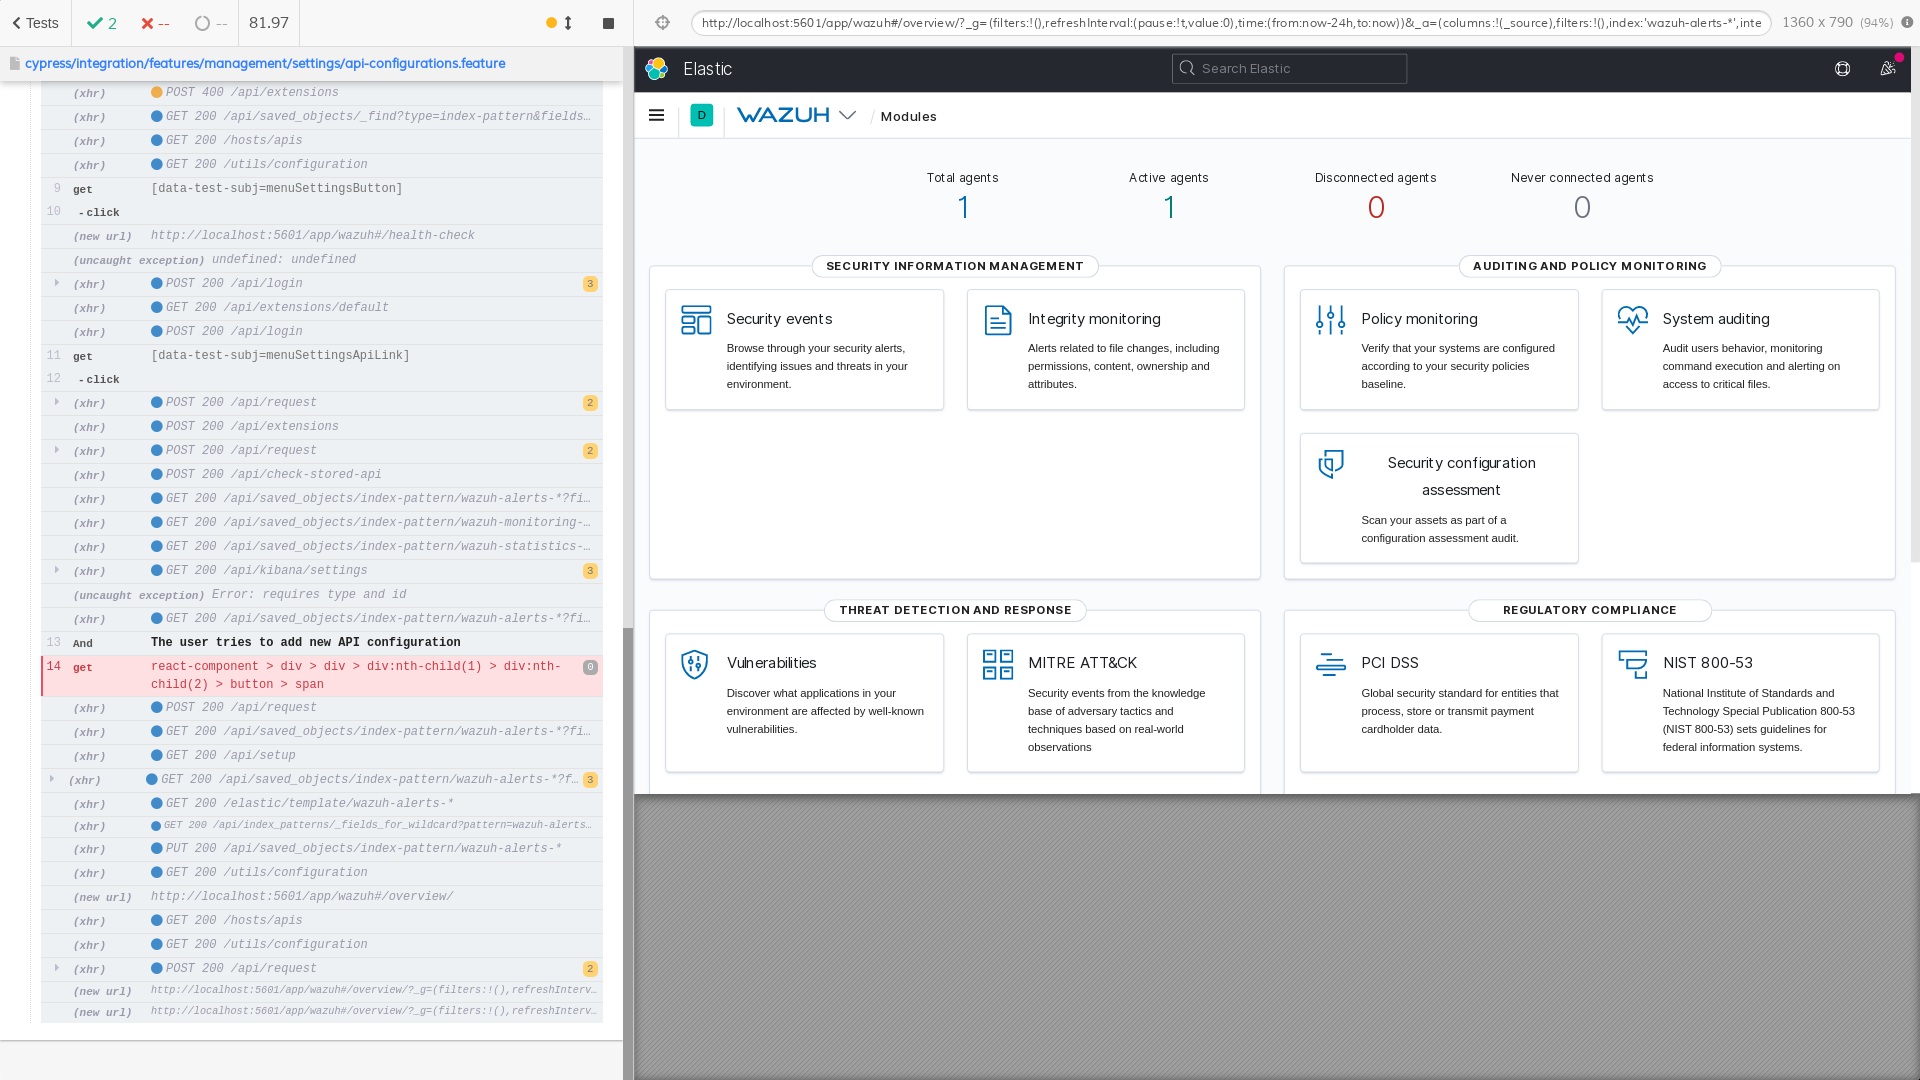 Tests
2
--
--
81.97
cypress/integration/features/management/settings/api-configurations.feature
(xhr) POST 400 /api/extensions
(xhr) GET 200 /api/saved_objects/_find?type=index-pattern&fields…
(xhr) GET 200 /hosts/apis
(xhr) GET 200 /utils/configuration
9 get [data-test-subj=menuSettingsButton]
10 - click
(new url) http://localhost:5601/app/wazuh#/health-check
(uncaught exception) undefined: undefined
(xhr) POST 200 /api/login 3
(xhr) GET 200 /api/extensions/default
(xhr) POST 200 /api/login
11 get [data-test-subj=menuSettingsApiLink]
12 - click
(xhr) POST 200 /api/request 2
(xhr) POST 200 /api/extensions
(xhr) POST 200 /api/request 2
(xhr) POST 200 /api/check-stored-api
(xhr) GET 200 /api/saved_objects/index-pattern/wazuh-alerts-*?fi…
(xhr) GET 200 /api/saved_objects/index-pattern/wazuh-monitoring-…
(xhr) GET 200 /api/saved_objects/index-pattern/wazuh-statistics-…
(xhr) GET 200 /api/kibana/settings 3
(uncaught exception) Error: requires type and id
(xhr) GET 200 /api/saved_objects/index-pattern/wazuh-alerts-*?fi…
13 And The user tries to add new API configuration
14 get react-component > div > div > div:nth-child(1) > div:nth- 0
child(2) > button > span
(xhr) POST 200 /api/request
(xhr) GET 200 /api/saved_objects/index-pattern/wazuh-alerts-*?fi…
(xhr) GET 200 /api/setup
(xhr) GET 200 /api/saved_objects/index-pattern/wazuh-alerts-*?f… 3
(xhr) GET 200 /elastic/template/wazuh-alerts-*
(xhr) GET 200 /api/index_patterns/_fields_for_wildcard?pattern=wazuh-alerts…
(xhr) PUT 200 /api/saved_objects/index-pattern/wazuh-alerts-*
(xhr) GET 200 /utils/configuration
(new url) http://localhost:5601/app/wazuh#/overview/
(xhr) GET 200 /hosts/apis
(xhr) GET 200 /utils/configuration
(xhr) POST 200 /api/request 2
(new url) http://localhost:5601/app/wazuh#/overview/?_g=(filters:!(),refreshInterv…
(new url) http://localhost:5601/app/wazuh#/overview/?_g=(filters:!(),refreshInterv…
http://localhost:5601/app/wazuh#/overview/?_g=(filters:!(),refreshInterval:(pause:!t,value:0),time:(from:now-24h,to:now))&_a=(columns:!(_source),filters:!(),index:'wazuh-alerts-*',inte
1360 x 790 (94%)
Elastic
Search Elastic
D
WAZUH
/ Modules
Total agents
1
Active agents
1
Disconnected agents
0
Never connected agents
0
SECURITY INFORMATION MANAGEMENT
Security events
Browse through your security alerts,
identifying issues and threats in your
environment.
Integrity monitoring
Alerts related to file changes, including
permissions, content, ownership and
attributes.
AUDITING AND POLICY MONITORING
Policy monitoring
Verify that your systems are configured
according to your security policies
baseline.
System auditing
Audit users behavior, monitoring
command execution and alerting on
access to critical files.
Security configuration
assessment
Scan your assets as part of a
configuration assessment audit.
THREAT DETECTION AND RESPONSE
Vulnerabilities
Discover what applications in your
environment are affected by well-known
vulnerabilities.
MITRE ATT&CK
Security events from the knowledge
base of adversary tactics and
techniques based on real-world
observations
REGULATORY COMPLIANCE
PCI DSS
Global security standard for entities that
process, store or transmit payment
cardholder data.
NIST 800-53
National Institute of Standards and
Technology Special Publication 800-53
(NIST 800-53) sets guidelines for
federal information systems.